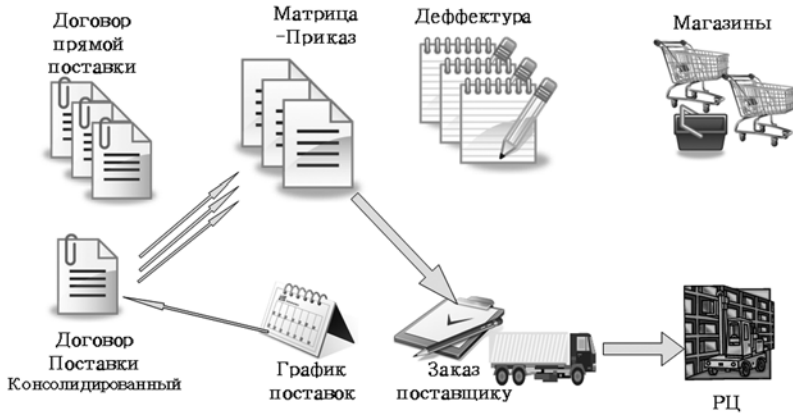 Договор
прямой
поставки
Матрица
-Приказ
Деффектура
Магазины
Договор
Поставки
Консолидированный
График
поставок
Заказ
поставщику
РЦ